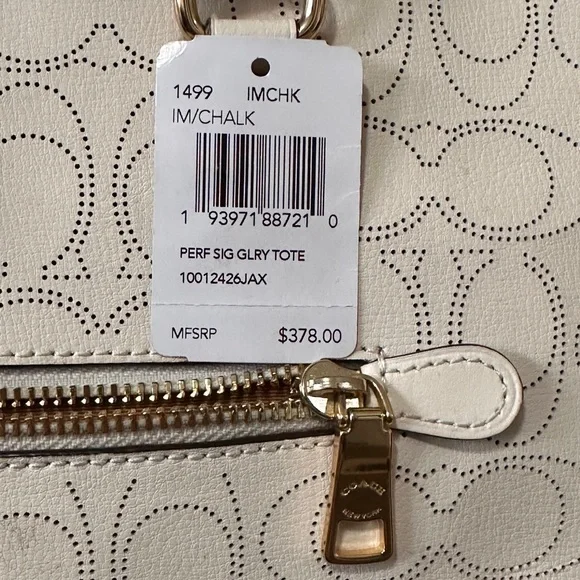 1499 IMCHK
IM/CHALK
1 93971 88721 0
PERF SIG GLRY TOTE
10012426JAX
MFSRP $378.00
COACH
NEW YORK